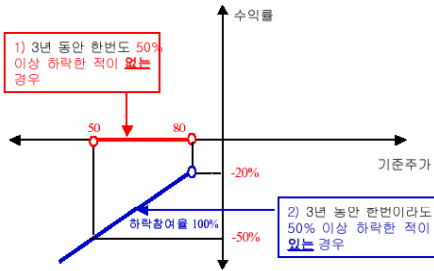 수익률
1) 3년 동안 한번도 50%
이상 하락한 적이 없는
경우
50
80
기준주가
-20%
하락참여율 100%
-50%
2) 3년 동안 한번이라도
50% 이상 하락한 적이
있는 경우